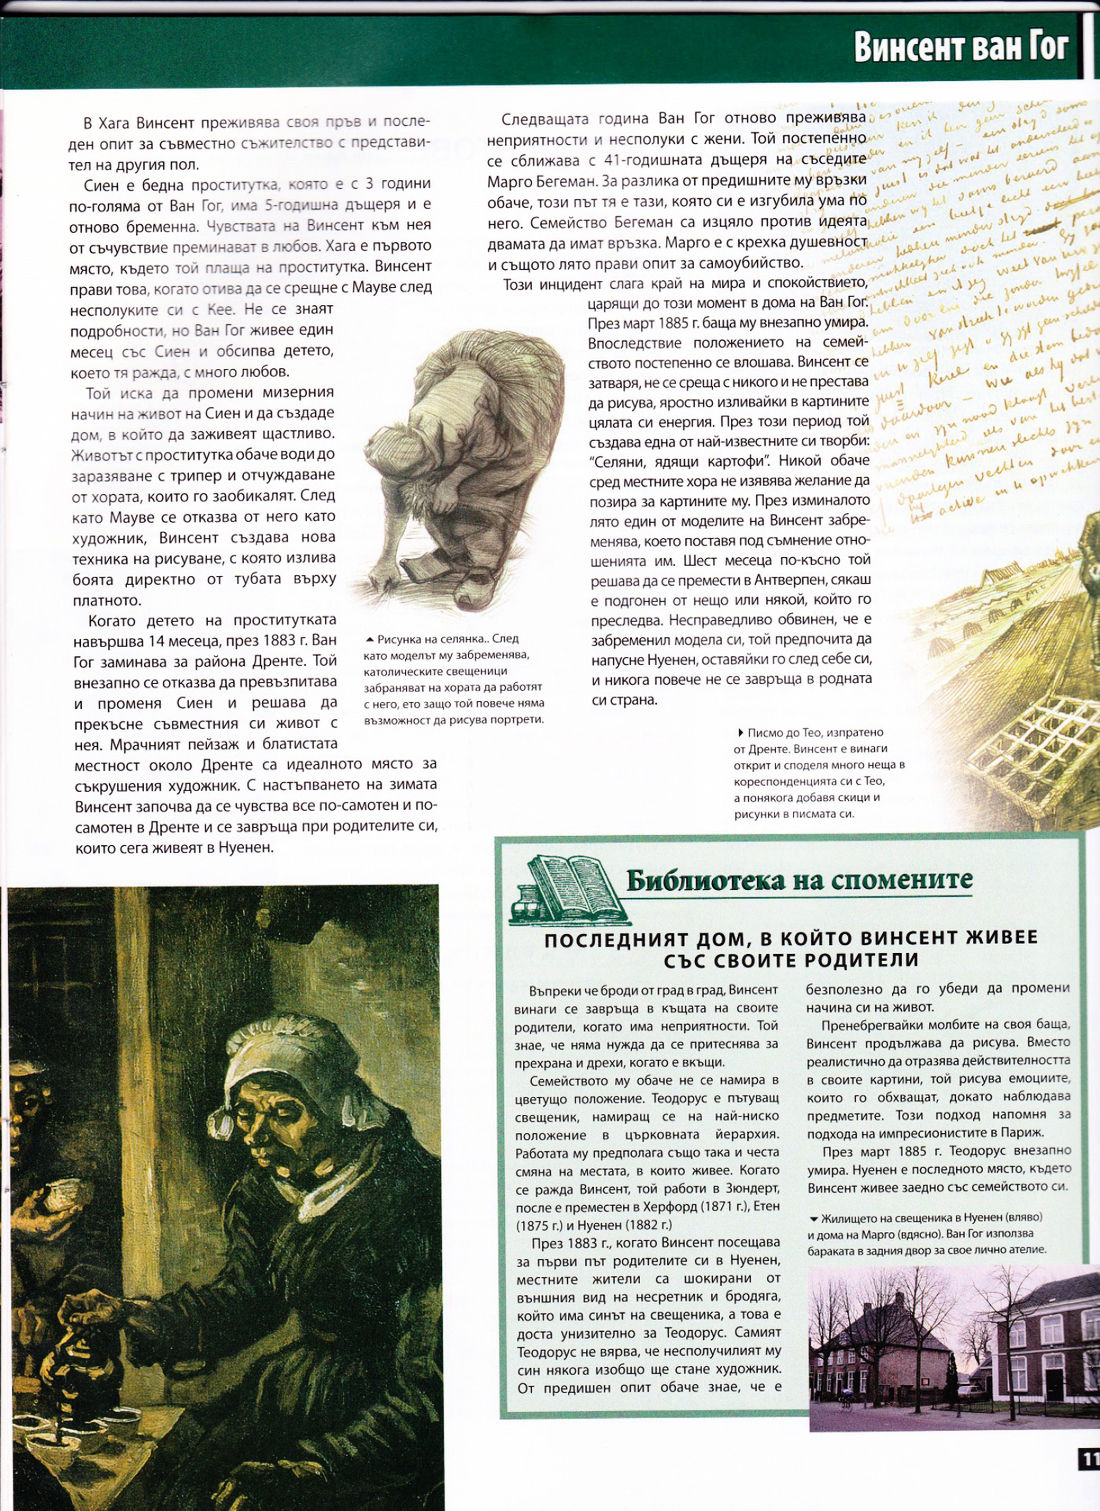 Винсент ван Гог
В Хага Винсент преживява своя пръв и после-
ден опит за съвместно съжителство с представи-
тел на другия пол.
Сиен е бедна проститутка, която е с 3 години
по-голяма от Ван Гог, има 5-годишна дъщеря и е
отново бременна. Чувствата на Винсент към нея
от съчувствие преминават в любов. Хага е първото
място, където той плаща на проститутка. Винсент
прави това, когато отива да се срещне с Мауве след
несполуките си с Кее. Не се знаят
подробности, но Ван Гог живее един
месец със Сиен и обсипва детето,
което тя ражда, с много любов.
Той иска да промени мизерния
начин на живот на Сиен и да създаде
дом, в който да заживеят щастливо.
Животът с проститутка обаче води до
заразяване с трипер и отчуждаване
от хората, които го заобикалят. След
като Мауве се отказва от него като
художник, Винсент създава нова
техника на рисуване, с която излива
боята директно от тубата върху
платното.
Когато детето на проститутката
навършва 14 месеца, през 1883 г. Ван
Гог заминава за района Дренте. Той
внезапно се отказва да превъзпитава
и променя Сиен и решава да
прекъсне съвместния си живот с
нея. Мрачният пейзаж и блатистата
местност около Дренте са идеалното място за
съкрушения художник. С настъпването на зимата
Винсент започва да се чувства все по-самотен и по-
самотен в Дренте и се завръща при родителите си,
които сега живеят в Нуенен.
Следващата година Ван Гог отново преживява
неприятности и несполуки с жени. Той постепенно
се сближава с 41-годишната дъщеря на съседите
Марго Бегеман. За разлика от предишните му връзки
обаче, този път тя е тази, която си е изгубила ума по
него. Семейство Бегеман са изцяло против идеята
двамата да имат връзка. Марго е с крехка душевност
и същото лято прави опит за самоубийство.
Този инцидент слага край на мира и спокойствието,
царящи до този момент в дома на Ван Гог.
През март 1885 г. баща му внезапно умира.
Впоследствие положението на семей-
ството постепенно се влошава. Винсент се
затваря, не се среща с никого и не престава
да рисува, яростно изливайки в картините
цялата си енергия. През този период той
създава една от най-известните си творби:
“Селяни, ядящи картофи”. Никой обаче
сред местните хора не изявява желание да
позира за картините му. През изминалото
лято един от моделите на Винсент забре-
менява, което поставя под съмнение отно-
шенията им. Шест месеца по-късно той
решава да се премести в Антверпен, сякаш
е подгонен от нещо или някой, който го
преследва. Несправедливо обвинен, че е
забременил модела си, той предпочита да
напусне Нуенен, оставяйки го след себе си,
и никога повече не се завръща в родната
си страна.
Рисунка на селянка.. След
като моделът му забременява,
католическите свещеници
забраняват на хората да работят
с него, ето защо той повече няма
възможност да рисува портрети.
Писмо до Тео, изпратено
от Дренте. Винсент е винаги
открит и споделя много неща в
кореспонденцията си с Тео,
а понякога добавя скици и
рисунки в писмата си.
Библиотека на спомените
ПОСЛЕДНИЯТ ДОМ, В КОЙТО ВИНСЕНТ ЖИВЕЕ
СЪС СВОИТЕ РОДИТЕЛИ
Въпреки че броди от град в град, Винсент
винаги се завръща в къщата на своите
родители, когато има неприятности. Той
знае, че няма нужда да се притеснява за
прехрана и дрехи, когато е вкъщи.
Семейството му обаче не се намира в
цветущо положение. Теодорус е пътуващ
свещеник, намиращ се на най-ниско
положение в църковната йерархия.
Работата му предполага също така и честа
смяна на местата, в които живее. Когато
се ражда Винсент, той работи в Зюндерт,
после е преместен в Херфорд (1871 г.), Етен
(1875 г.) и Нуенен (1882 г.)
През 1883 г., когато Винсент посещава
за първи път родителите си в Нуенен,
местните жители са шокирани от
външния вид на несретник и бродяга,
който има синът на свещеника, а това е
доста унизително за Теодорус. Самият
Теодорус не вярва, че несполучилият му
син някога изобщо ще стане художник.
От предишен опит обаче знае, че е
безполезно да го убеди да промени
начина си на живот.
Пренебрегвайки молбите на своя баща,
Винсент продължава да рисува. Вместо
реалистично да отразява действителността
в своите картини, той рисува емоциите,
които го обхващат, докато наблюдава
предметите. Този подход напомня за
подхода на импресионистите в Париж.
През март 1885 г. Теодорус внезапно
умира. Нуенен е последното място, където
Винсент живее заедно със семейството си.
Жилището на свещеника в Нуенен (вляво)
и дома на Марго (вдясно). Ван Гог използва
бараката в задния двор за свое лично ателие.
11